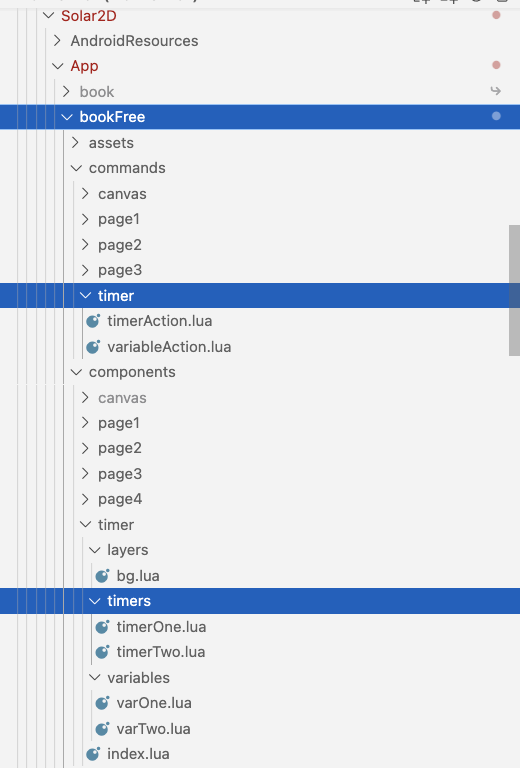 Solar2D
AndroidResources
App
book
bookFree
assets
commands
canvas
page1
page2
page3
timer
timerAction.lua
variableAction.lua
components
canvas
page1
page2
page3
page4
timer
layers
bg.lua
timers
timerOne.lua
timerTwo.lua
variables
varOne.lua
varTwo.lua
index.lua